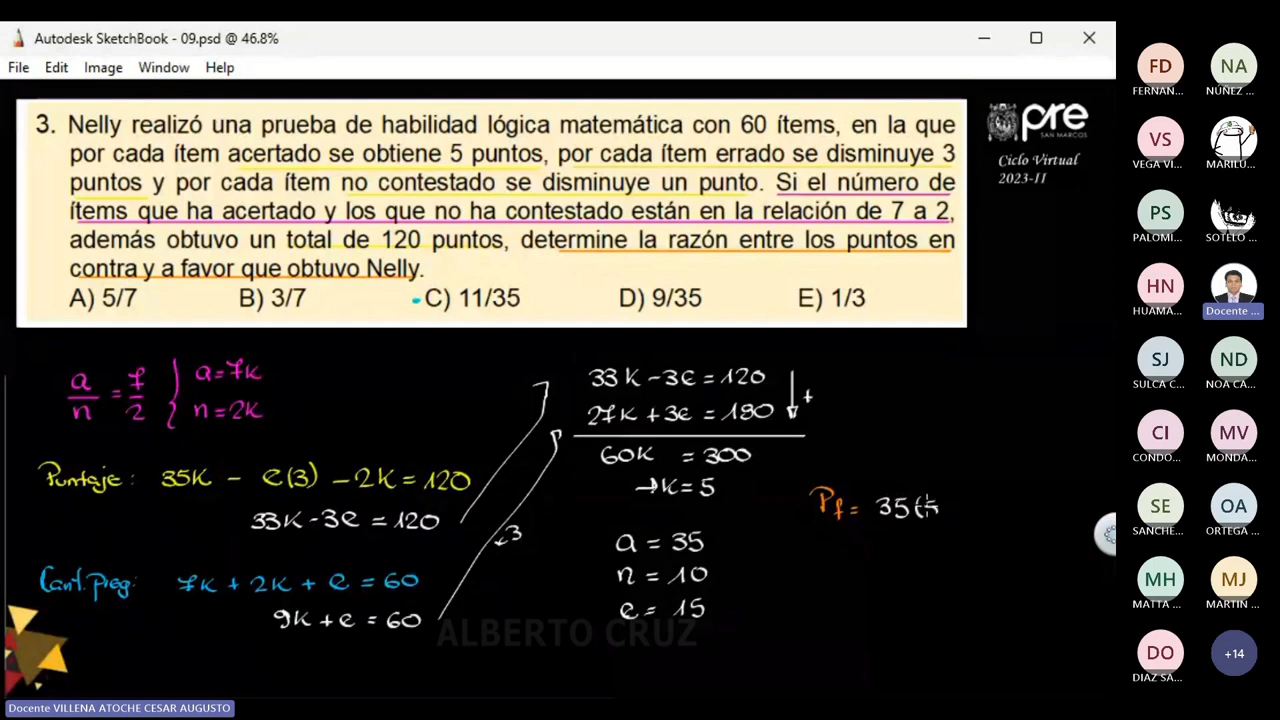 Autodesk SketchBook - 09.psd @ 46.8%
File Edit Image Window Help
3. Nelly realizó una prueba de habilidad lógica matemática con 60 ítems, en la que
por cada ítem acertado se obtiene 5 puntos, por cada ítem errado se disminuye 3
puntos y por cada ítem no contestado se disminuye un punto. Si el número de
ítems que ha acertado y los que no ha contestado están en la relación de 7 a 2,
además obtuvo un total de 120 puntos, determine la razón entre los puntos en
contra y a favor que obtuvo Nelly.
A) 5/7 B) 3/7 C) 11/35 D) 9/35 E) 1/3
pre
SAN MARCOS
Ciclo Virtual
2023-II
a/n = 7/2 { a=7k
n=2k
Puntaje: 35k - e(3) - 2k = 120
33k - 3e = 120
Cant. preg: 7k + 2k + e = 60
9k + e = 60
×3
33k - 3e = 120
27k + 3e = 180 +
60k = 300
→ k = 5
a = 35
n = 10
e = 15
Pf = 35(5
ALBERTO CRUZ
FD
FERNAN...
NA
NÚÑEZ ...
VS
VEGA VI...
MARILÚ...
PS
PALOMI...
SOTELO ...
HN
HUAMA...
Docente ...
SJ
SULCA C...
ND
NOA CA...
CI
CONDO...
MV
MONDA...
SE
SANCHE...
OA
ORTEGA ...
MH
MATTA ...
MJ
MARTIN ...
DO
DIAZ SA...
+14
Docente VILLENA ATOCHE CESAR AUGUSTO